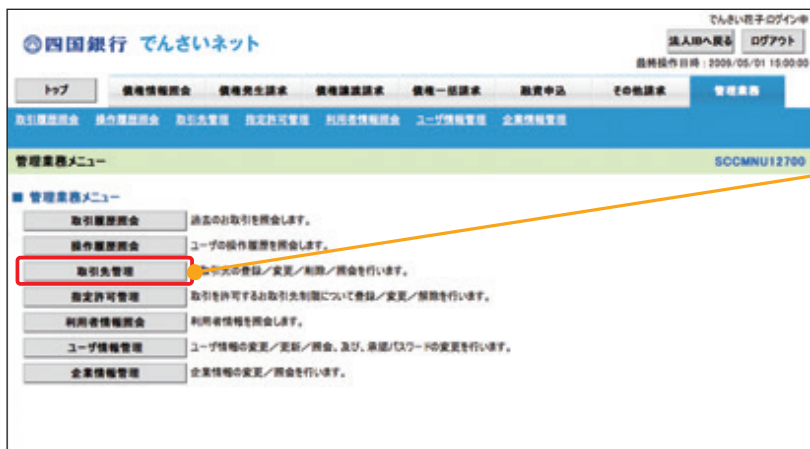 でんさい花子:ログイン中
四国銀行 でんさいネット
法人IBへ戻る ログアウト
最終操作日時：2009/05/01 15:00:00
トップ 債権情報照会 債権発生請求 債権譲渡請求 債権一括請求 融資申込 その他請求 管理業務
取引履歴照会 操作履歴照会 取引先管理 指定許可管理 利用者情報照会 ユーザ情報管理 企業情報管理
管理業務メニュー SCCMNU12700
■ 管理業務メニュー
取引履歴照会 過去のお取引を照会します。
操作履歴照会 ユーザの操作履歴を照会します。
取引先管理 取引先の登録／変更／削除／照会を行います。
指定許可管理 取引を許可するお取引先制限について登録／変更／解除を行います。
利用者情報照会 利用者情報を照会します。
ユーザ情報管理 ユーザ情報の変更／更新／照会、及び、承認パスワードの変更を行います。
企業情報管理 企業情報の変更／照会を行います。